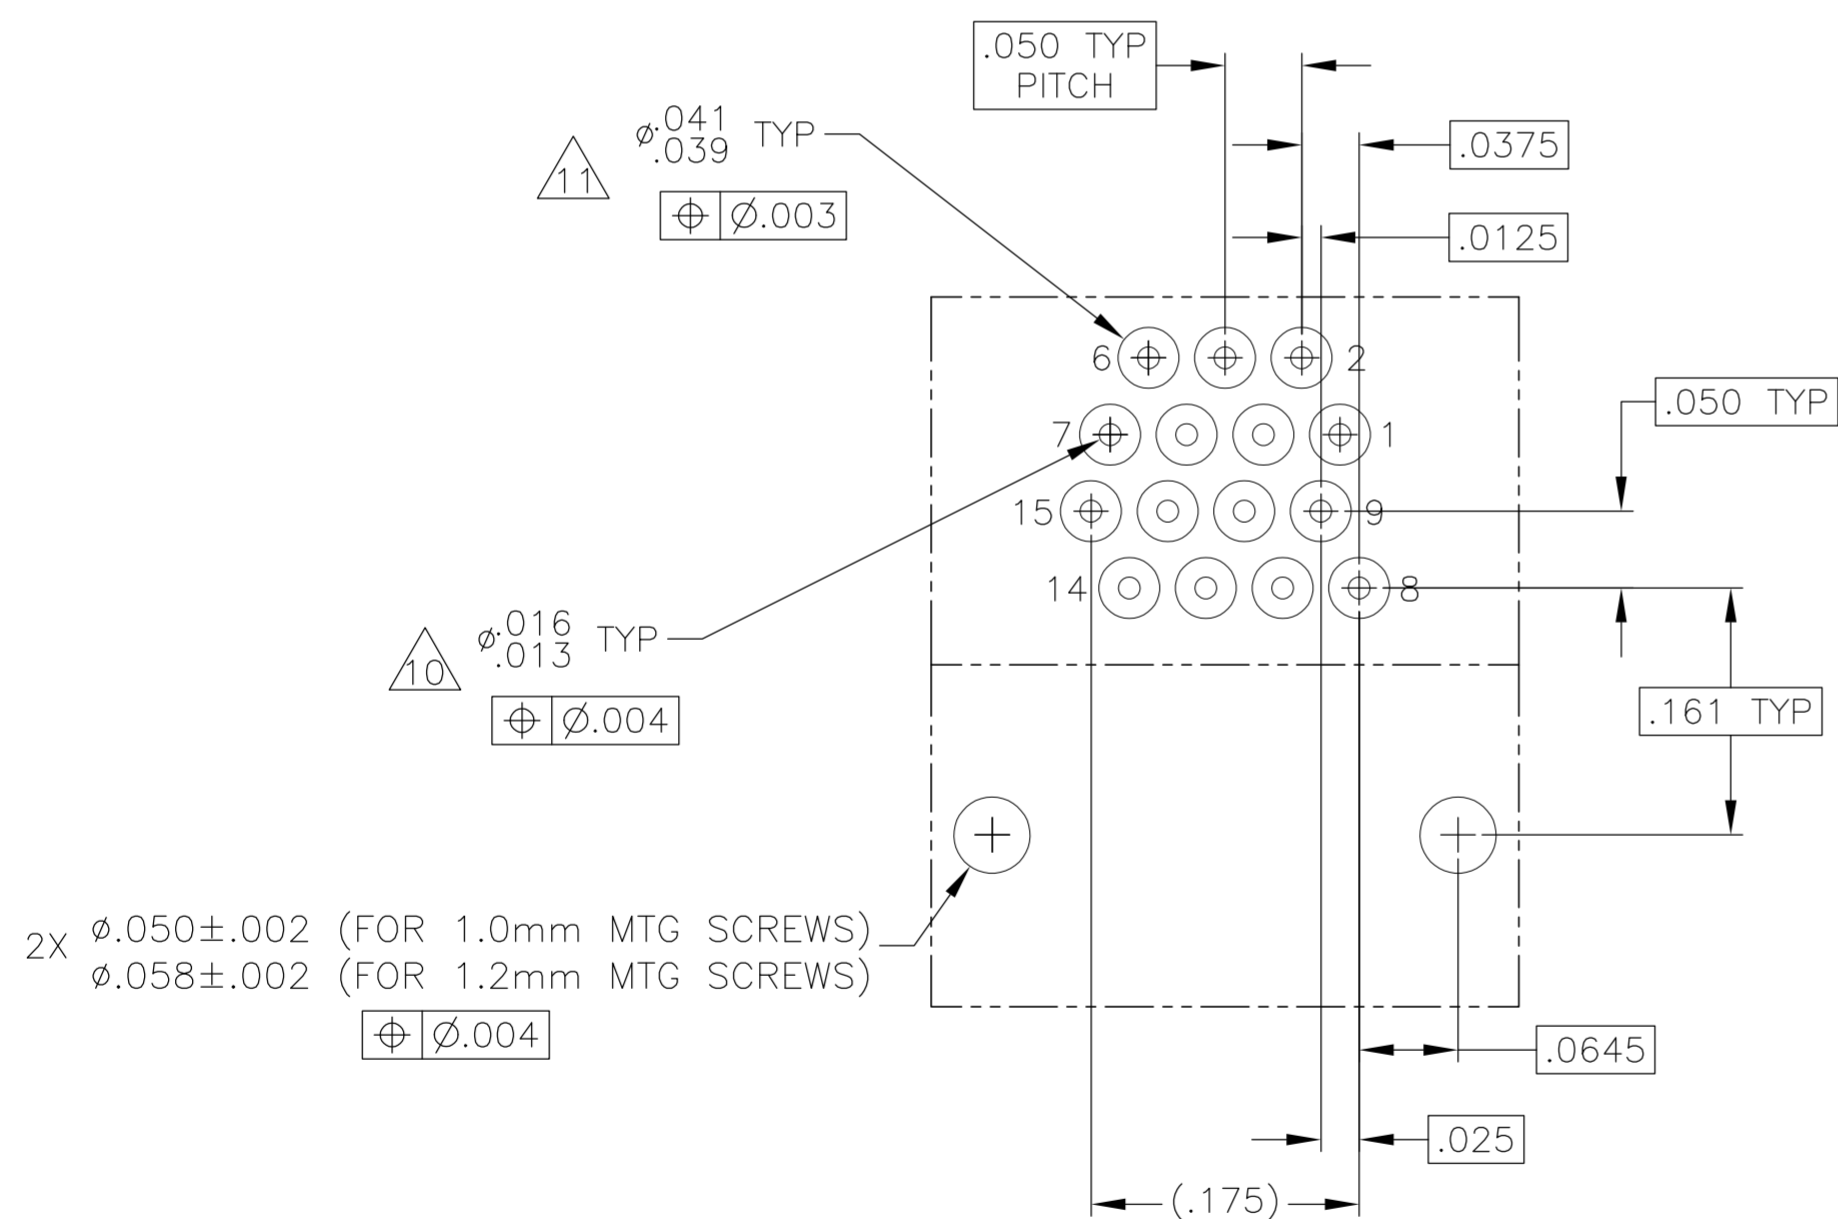 .050 TYP
PITCH
⌀.041
.039 TYP
11
⌖ ⌀.003
.0375
.0125
6
2
.050 TYP
7
1
15
9
14
8
⌀.016
.013 TYP
10
⌖ ⌀.004
.161 TYP
2X ⌀.050±.002 (FOR 1.0mm MTG SCREWS)
⌀.058±.002 (FOR 1.2mm MTG SCREWS)
⌖ ⌀.004
.0645
.025
(.175)